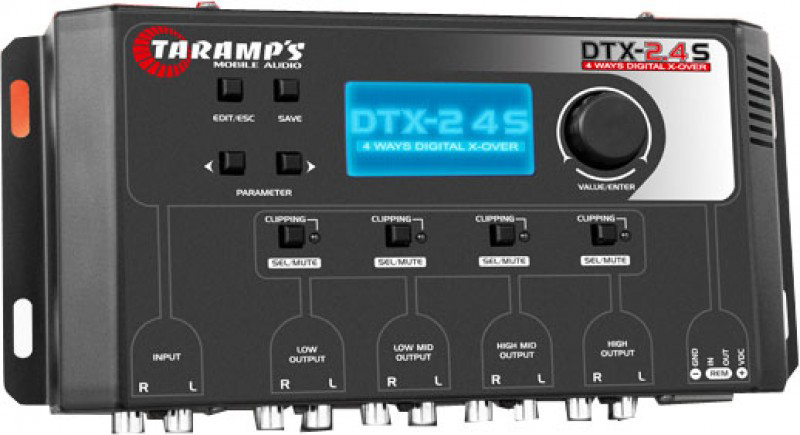 TARAMP'S
MOBILE AUDIO
DTX-2.4S
4 WAYS DIGITAL X-OVER
DTX-2 4S
4 WAYS DIGITAL X-OVER
EDIT/ESC
SAVE
PARAMETER
VALUE/ENTER
CLIPPING
CLIPPING
CLIPPING
CLIPPING
SEL/MUTE
SEL/MUTE
SEL/MUTE
SEL/MUTE
INPUT
LOW
OUTPUT
LOW MID
OUTPUT
HIGH MID
OUTPUT
HIGH
OUTPUT
R L
R L
R L
R L
R L
GND
IN
OUT
VDC
REM